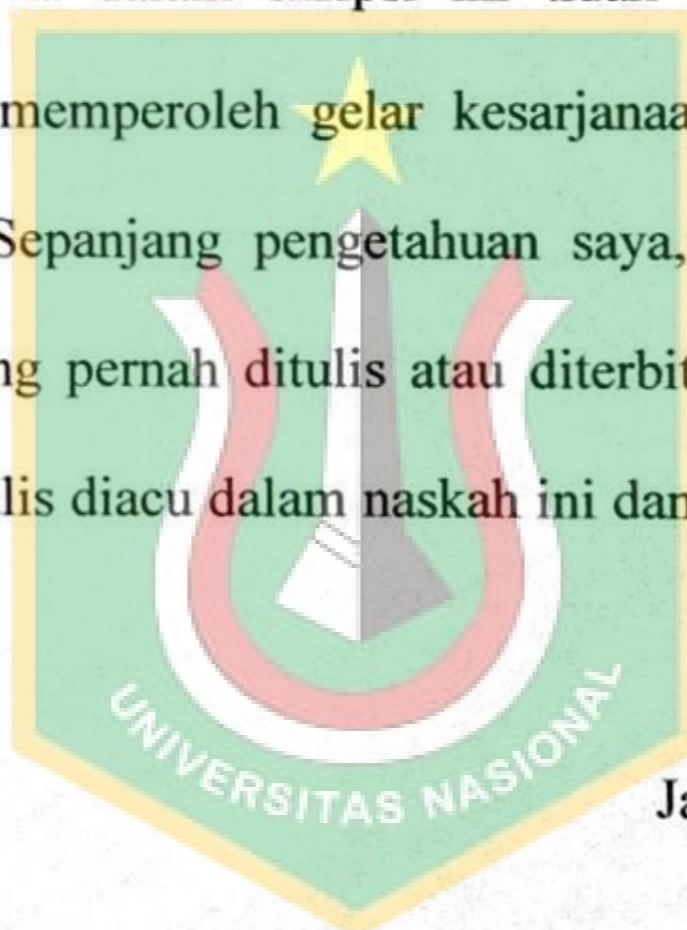 memperoleh gelar kesarjanaa
Sepanjang pengetahuan saya,
ng pernah ditulis atau diterbit
lis diacu dalam naskah ini dan
UNIVERSITAS NASIONAL
Ja